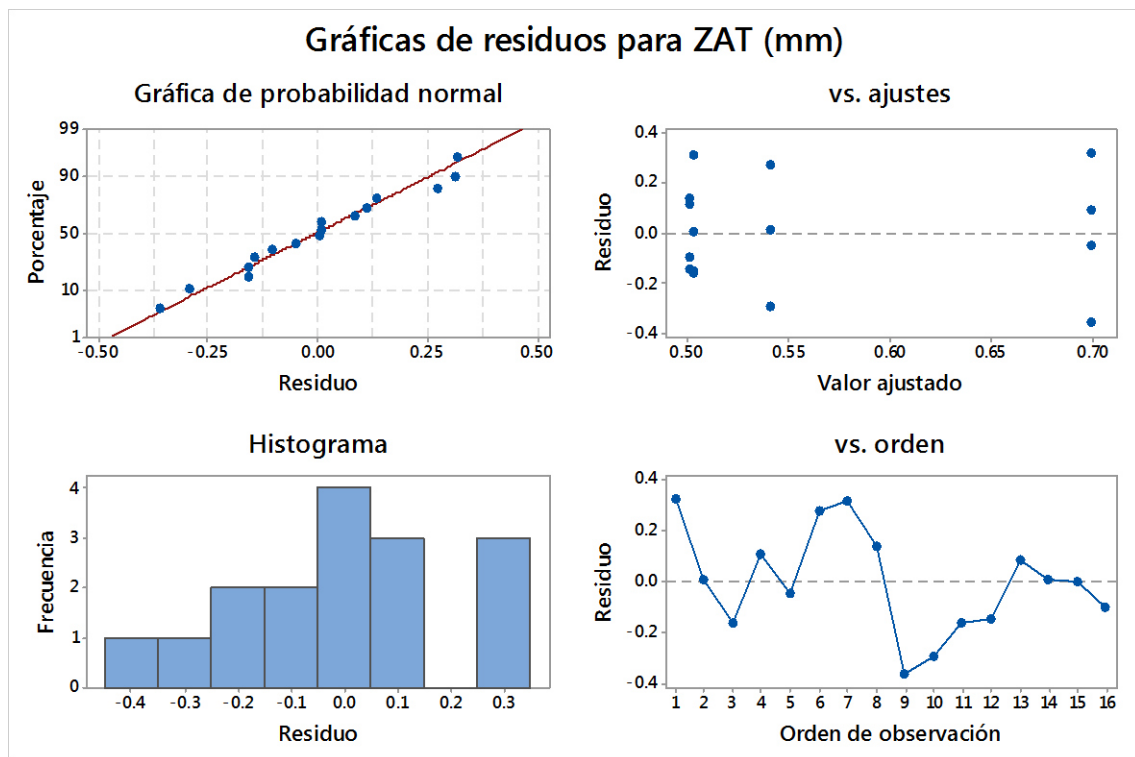 Gráficas de residuos para ZAT (mm)
Gráfica de probabilidad normal
99
90
50
10
1
Porcentaje
-0.50 -0.25 0.00 0.25 0.50
Residuo
vs. ajustes
0.4
0.2
0.0
-0.2
-0.4
Residuo
0.50 0.55 0.60 0.65 0.70
Valor ajustado
Histograma
4
3
2
1
0
Frecuencia
-0.4 -0.3 -0.2 -0.1 0.0 0.1 0.2 0.3
Residuo
vs. orden
0.4
0.2
0.0
-0.2
-0.4
Residuo
1 2 3 4 5 6 7 8 9 10 11 12 13 14 15 16
Orden de observación